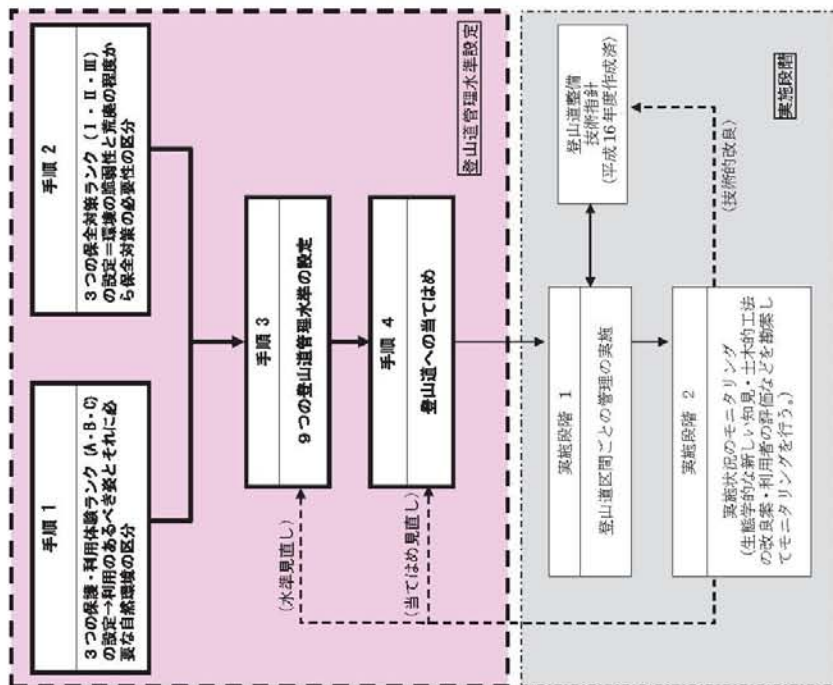 手順 1
3つの保護・利用体験ランク (A・B・C)
の設定→利用のあるべき姿とそれに必
要な自然環境の区分
手順 2
3つの保全対策ランク (Ⅰ・Ⅱ・Ⅲ)
の設定=環境の脆弱性と荒廃の程度か
ら保全対策の必要性の区分
手順 3
9つの登山道管理水準の設定
(水準見直し)
手順 4
登山道への当てはめ
(当てはめ見直し)
登山道管理水準設定
実施段階 1
登山道区間ごとの管理の実施
登山道整備
技術指針
(平成16年度作成済)
実施段階 2
実施状況のモニタリング
(生態学的な新しい知見・土木的工法
の改良案・利用者の評価などを勘案し
てモニタリングを行う。)
(技術的改良)
実施段階